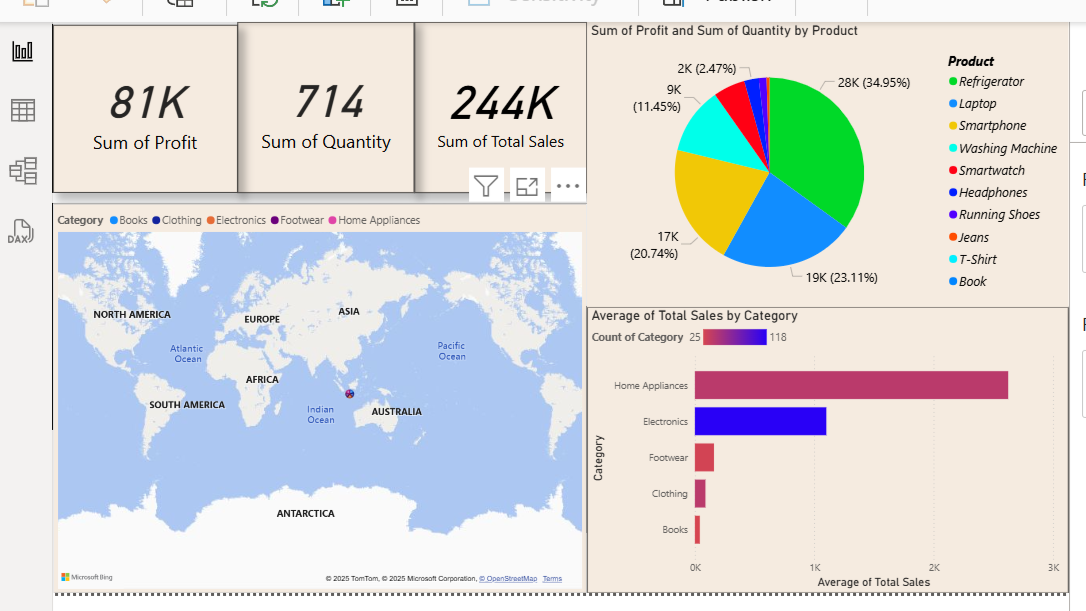 81K
Sum of Profit
714
Sum of Quantity
244K
Sum of Total Sales
Sum of Profit and Sum of Quantity by Product
2K (2.47%)
9K
(11.45%)
28K (34.95%)
17K
(20.74%)
19K (23.11%)
Product
Refrigerator
Laptop
Smartphone
Washing Machine
Smartwatch
Headphones
Running Shoes
Jeans
T-Shirt
Book
DAX
Category Books Clothing Electronics Footwear Home Appliances
NORTH AMERICA
EUROPE
ASIA
Atlantic
Ocean
Pacific
Ocean
AFRICA
SOUTH AMERICA
Indian
Ocean
AUSTRALIA
ANTARCTICA
Microsoft Bing
© 2025 TomTom, © 2025 Microsoft Corporation, © OpenStreetMap Terms
Average of Total Sales by Category
Count of Category 25 118
Category
Home Appliances
Electronics
Footwear
Clothing
Books
0K 1K 2K 3K
Average of Total Sales